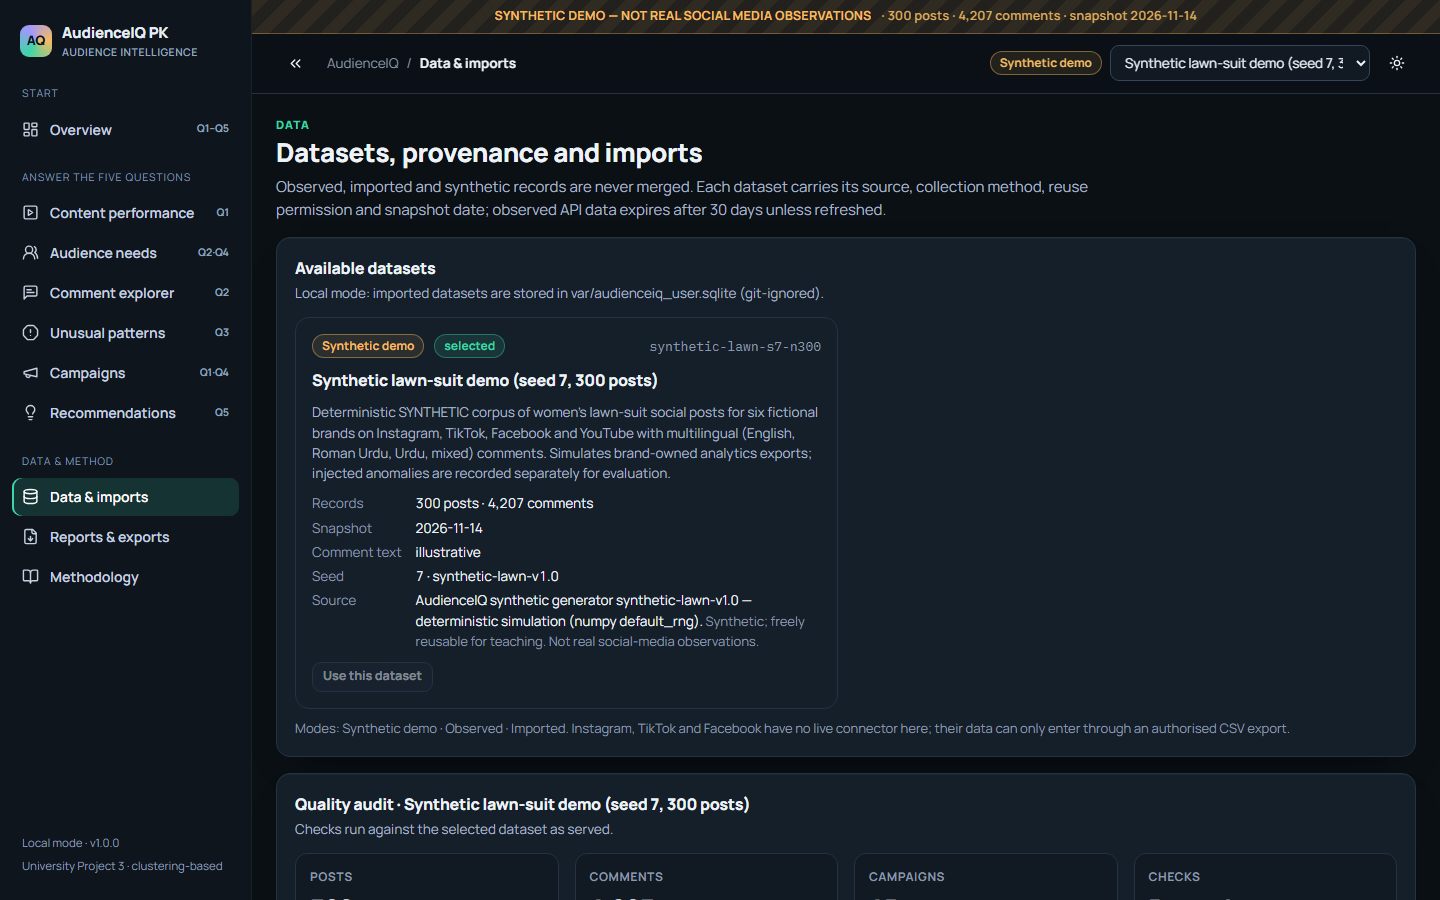 AQ
AudienceIQ PK
AUDIENCE INTELLIGENCE
START
Overview Q1–Q5
ANSWER THE FIVE QUESTIONS
Content performance Q1
Audience needs Q2·Q4
Comment explorer Q2
Unusual patterns Q3
Campaigns Q1·Q4
Recommendations Q5
DATA & METHOD
Data & imports
Reports & exports
Methodology
Local mode · v1.0.0
University Project 3 · clustering-based
SYNTHETIC DEMO — NOT REAL SOCIAL MEDIA OBSERVATIONS · 300 posts · 4,207 comments · snapshot 2026-11-14
« AudienceIQ / Data & imports
Synthetic demo
Synthetic lawn-suit demo (seed 7,
DATA
Datasets, provenance and imports
Observed, imported and synthetic records are never merged. Each dataset carries its source, collection method, reuse
permission and snapshot date; observed API data expires after 30 days unless refreshed.
Available datasets
Local mode: imported datasets are stored in var/audienceiq_user.sqlite (git-ignored).
Synthetic demo selected synthetic-lawn-s7-n300
Synthetic lawn-suit demo (seed 7, 300 posts)
Deterministic SYNTHETIC corpus of women's lawn-suit social posts for six fictional
brands on Instagram, TikTok, Facebook and YouTube with multilingual (English,
Roman Urdu, Urdu, mixed) comments. Simulates brand-owned analytics exports;
injected anomalies are recorded separately for evaluation.
Records 300 posts · 4,207 comments
Snapshot 2026-11-14
Comment text illustrative
Seed 7 · synthetic-lawn-v1.0
Source AudienceIQ synthetic generator synthetic-lawn-v1.0 —
deterministic simulation (numpy default_rng). Synthetic; freely
reusable for teaching. Not real social-media observations.
Use this dataset
Modes: Synthetic demo · Observed · Imported. Instagram, TikTok and Facebook have no live connector here; their data can only enter through an authorised CSV export.
Quality audit · Synthetic lawn-suit demo (seed 7, 300 posts)
Checks run against the selected dataset as served.
POSTS
COMMENTS
CAMPAIGNS
CHECKS